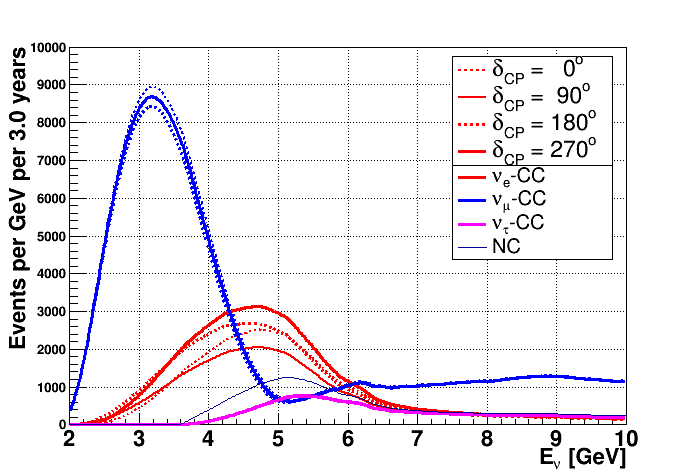 Events per GeV per 3.0 years
10000
9000
8000
7000
6000
5000
4000
3000
2000
1000
0
δCP = 0°
δCP = 90°
δCP = 180°
δCP = 270°
νe-CC
νμ-CC
ντ-CC
NC
2 3 4 5 6 7 8 9 10
Eν [GeV]